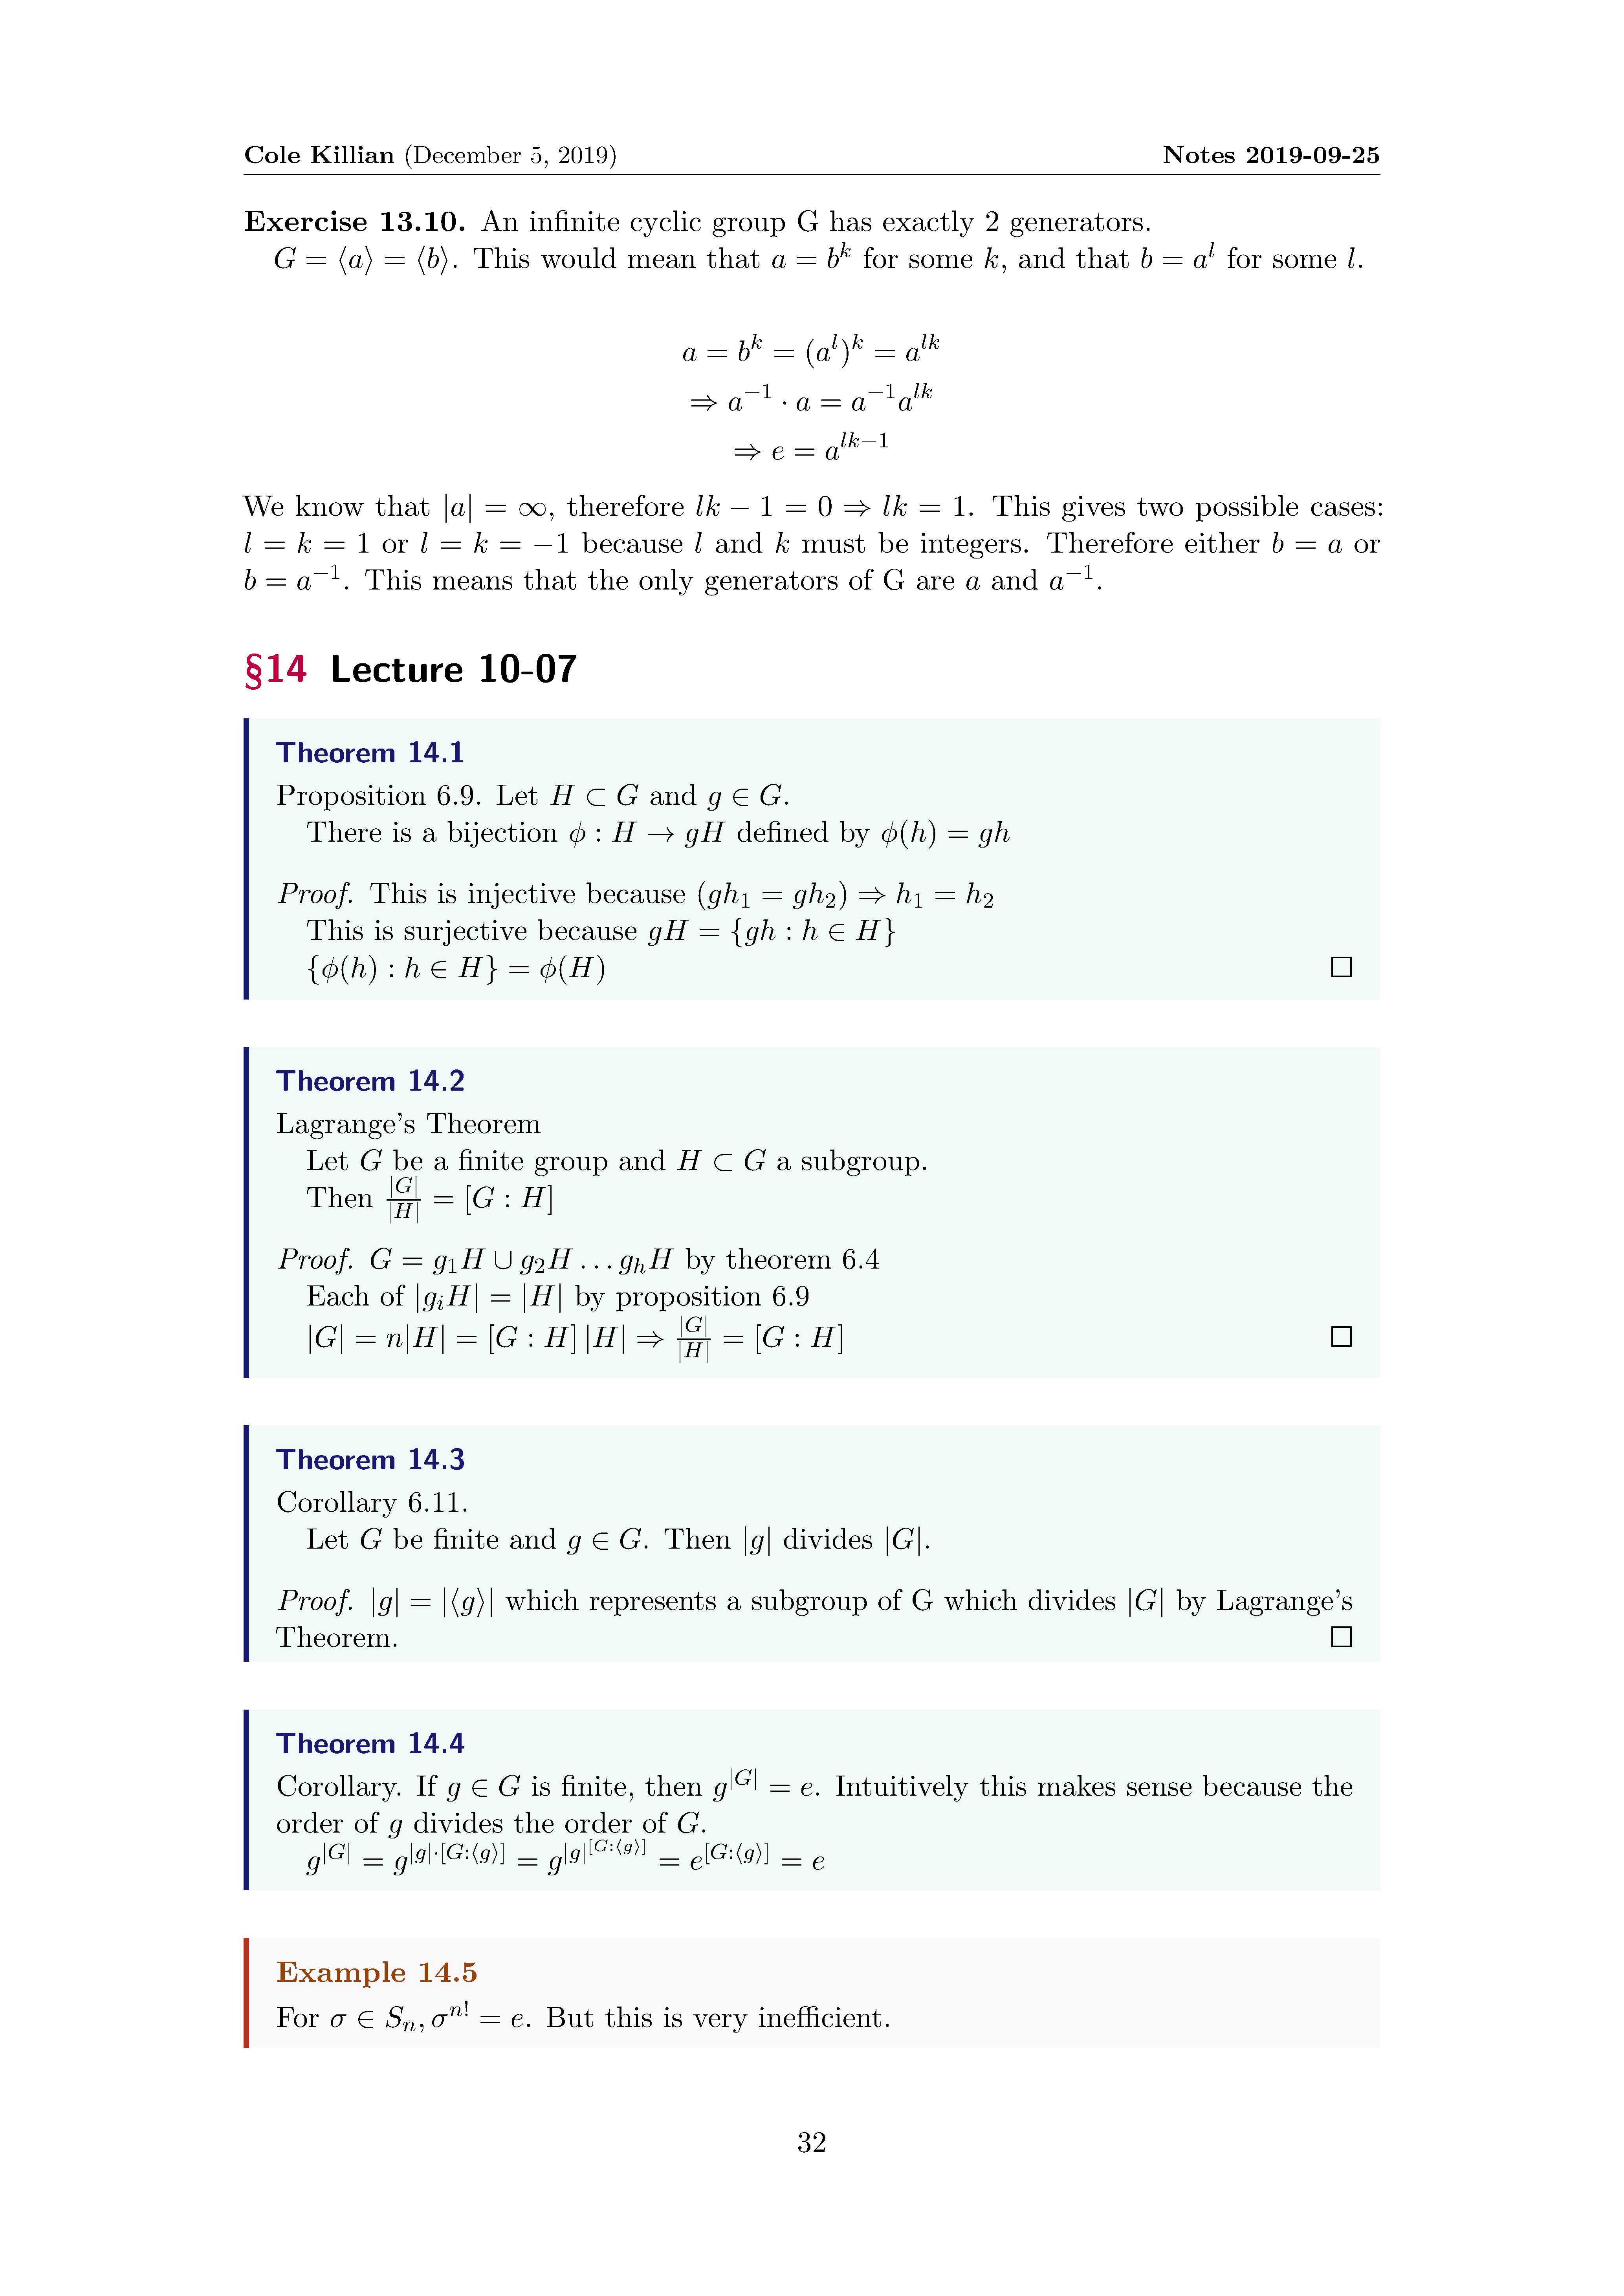 Cole Killian (December 5, 2019) Notes 2019-09-25
Exercise 13.10. An infinite cyclic group G has exactly 2 generators.
$G = \langle a \rangle = \langle b \rangle$. This would mean that $a = b^k$ for some $k$, and that $b = a^l$ for some $l$.
$a = b^k = (a^l)^k = a^{lk}$
$\Rightarrow a^{-1} \cdot a = a^{-1}a^{lk}$
$\Rightarrow e = a^{lk-1}$
We know that $|a| = \infty$, therefore $lk - 1 = 0 \Rightarrow lk = 1$. This gives two possible cases:
$l = k = 1$ or $l = k = -1$ because $l$ and $k$ must be integers. Therefore either $b = a$ or
$b = a^{-1}$. This means that the only generators of G are $a$ and $a^{-1}$.
§14 Lecture 10-07
Theorem 14.1
Proposition 6.9. Let $H \subset G$ and $g \in G$.
There is a bijection $\phi : H \to gH$ defined by $\phi(h) = gh$
Proof. This is injective because $(gh_1 = gh_2) \Rightarrow h_1 = h_2$
This is surjective because $gH = \{gh : h \in H\}$
$\{\phi(h) : h \in H\} = \phi(H)$ □
Theorem 14.2
Lagrange's Theorem
Let $G$ be a finite group and $H \subset G$ a subgroup.
Then $\frac{|G|}{|H|} = [G : H]$
Proof. $G = g_1H \cup g_2H \ldots g_hH$ by theorem 6.4
Each of $|g_iH| = |H|$ by proposition 6.9
$|G| = n|H| = [G : H]\,|H| \Rightarrow \frac{|G|}{|H|} = [G : H]$ □
Theorem 14.3
Corollary 6.11.
Let $G$ be finite and $g \in G$. Then $|g|$ divides $|G|$.
Proof. $|g| = |\langle g \rangle|$ which represents a subgroup of G which divides $|G|$ by Lagrange's
Theorem. □
Theorem 14.4
Corollary. If $g \in G$ is finite, then $g^{|G|} = e$. Intuitively this makes sense because the
order of $g$ divides the order of $G$.
$g^{|G|} = g^{|g| \cdot [G:\langle g \rangle]} = g^{|g|^{[G:\langle g \rangle]}} = e^{[G:\langle g \rangle]} = e$
Example 14.5
For $\sigma \in S_n, \sigma^{n!} = e$. But this is very inefficient.
32